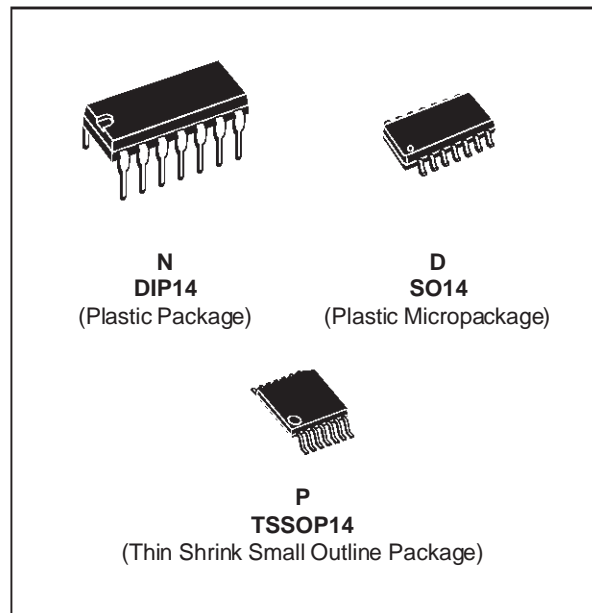 N
DIP14
(Plastic Package)
D
SO14
(Plastic Micropackage)
P
TSSOP14
(Thin Shrink Small Outline Package)